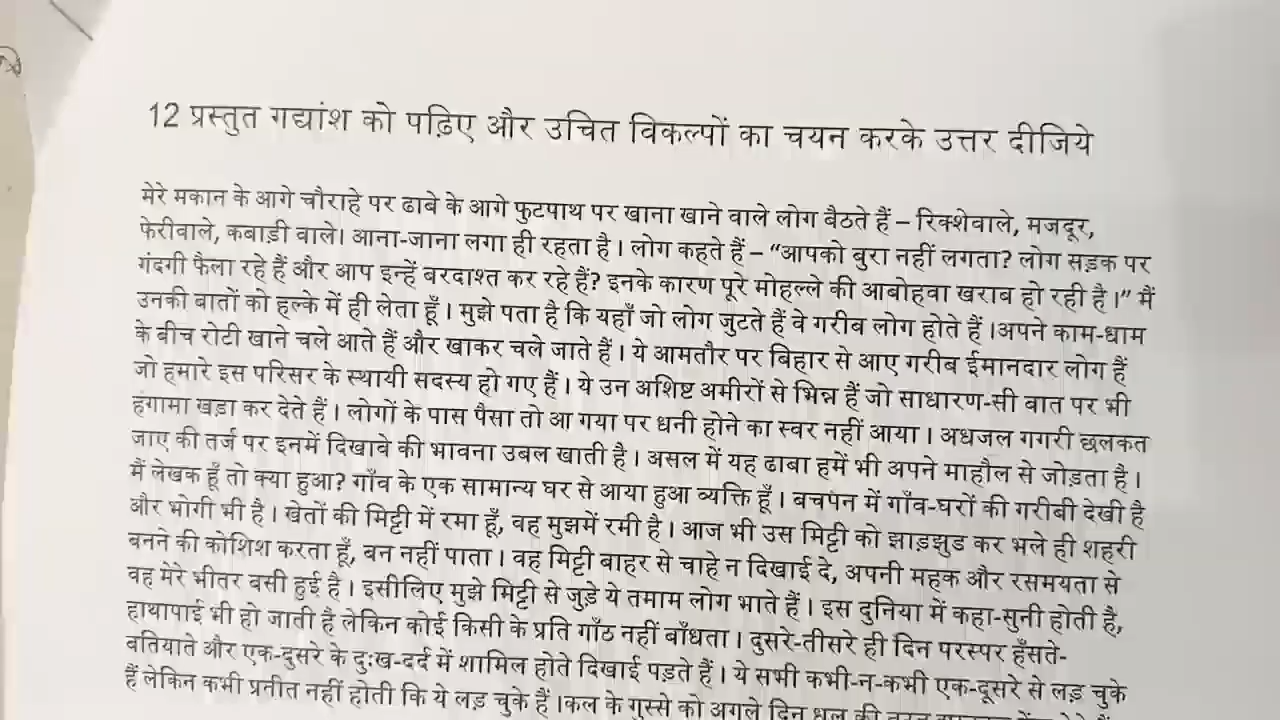 12 प्रस्तुत गद्यांश को पढ़िए और उचित विकल्पों का चयन करके उत्तर दीजिये
मेरे मकान के आगे चौराहे पर ढाबे के आगे फुटपाथ पर खाना खाने वाले लोग बैठते हैं – रिक्शेवाले, मजदूर,
फेरीवाले, कबाड़ी वाले। आना-जाना लगा ही रहता है। लोग कहते हैं – “आपको बुरा नहीं लगता? लोग सड़क पर
गंदगी फैला रहे हैं और आप इन्हें बरदाश्त कर रहे हैं? इनके कारण पूरे मोहल्ले की आबोहवा खराब हो रही है।” मैं
उनकी बातों को हल्के में ही लेता हूँ। मुझे पता है कि यहाँ जो लोग जुटते हैं वे गरीब लोग होते हैं ।अपने काम-धाम
के बीच रोटी खाने चले आते हैं और खाकर चले जाते हैं। ये आमतौर पर बिहार से आए गरीब ईमानदार लोग हैं
जो हमारे इस परिसर के स्थायी सदस्य हो गए हैं। ये उन अशिष्ट अमीरों से भिन्न हैं जो साधारण-सी वात पर भी
हंगामा खड़ा कर देते हैं। लोगों के पास पैसा तो आ गया पर धनी होने का स्वर नहीं आया। अधजल गगरी छलकत
जाए की तर्ज पर इनमें दिखावे की भावना उबल खाती है। असल में यह ढाबा हमें भी अपने माहौल से जोड़ता है।
मैं लेखक हूँ तो क्या हुआ? गाँव के एक सामान्य घर से आया हुआ व्यक्ति हूँ। बचपन में गाँव-घरों की गरीबी देखी है
और भोगी भी है। खेतों की मिट्टी में रमा हूँ, वह मुझमें रमी है। आज भी उस मिट्टी को झाड़झुड कर भले ही शहरी
बनने की कोशिश करता हूँ, बन नहीं पाता। वह मिट्टी बाहर से चाहे न दिखाई दे, अपनी महक और रसमयता से
वह मेरे भीतर बसी हुई है। इसीलिए मुझे मिट्टी से जुड़े ये तमाम लोग भाते हैं। इस दुनिया में कहा-सुनी होती है,
हाथापाई भी हो जाती है लेकिन कोई किसी के प्रति गाँठ नहीं बाँधता। दुसरे-तीसरे ही दिन परस्पर हँसते-
बतियाते और एक-दुसरे के दुःख-दर्द में शामिल होते दिखाई पड़ते हैं। ये सभी कभी-न-कभी एक-दूसरे से लड़ चुके
हैं लेकिन कभी प्रतीत नहीं होती कि ये लड़ चुके हैं ।कल के गुस्से को अगले दिन धूल की तरह